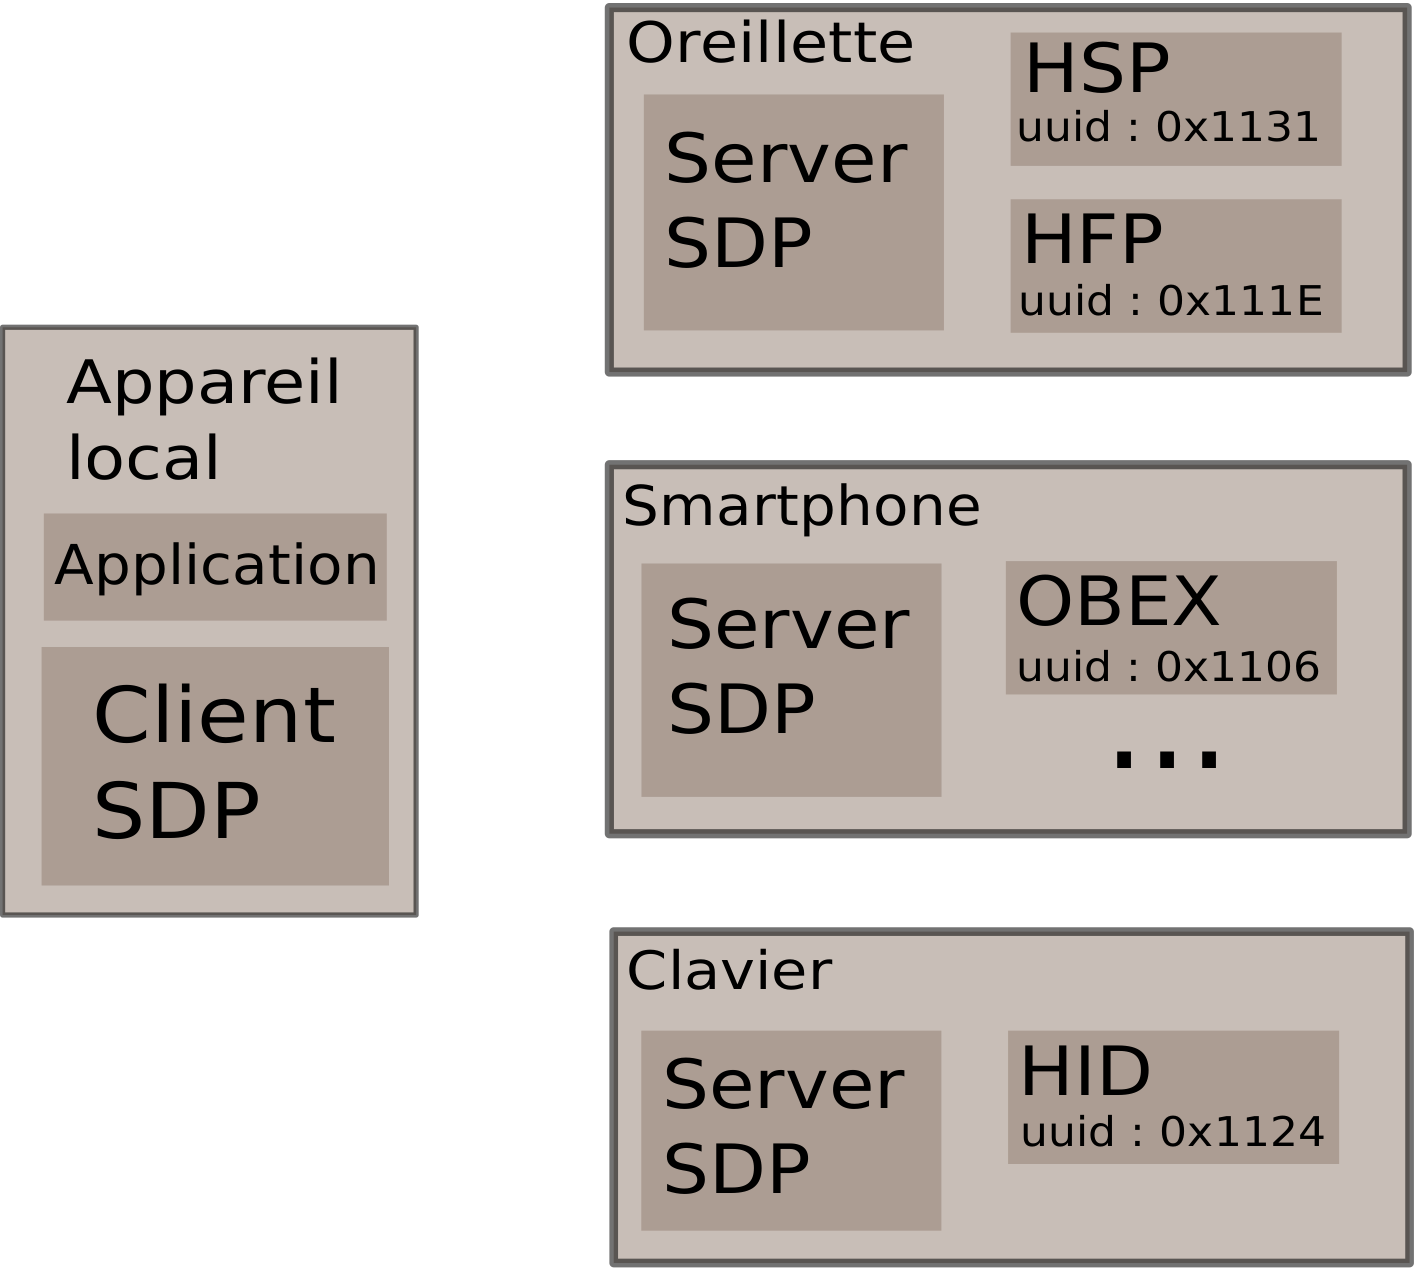 Appareil
local
Application
Client
SDP
Oreillette
Server
SDP
HSP
uuid : 0x1131
HFP
uuid : 0x111E
Smartphone
Server
SDP
OBEX
uuid : 0x1106
...
Clavier
Server
SDP
HID
uuid : 0x1124